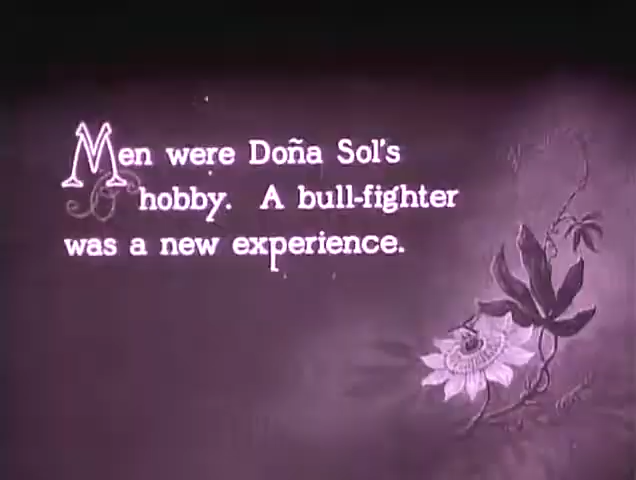 Men were Doña Sol's
hobby. A bull-fighter
was a new experience.